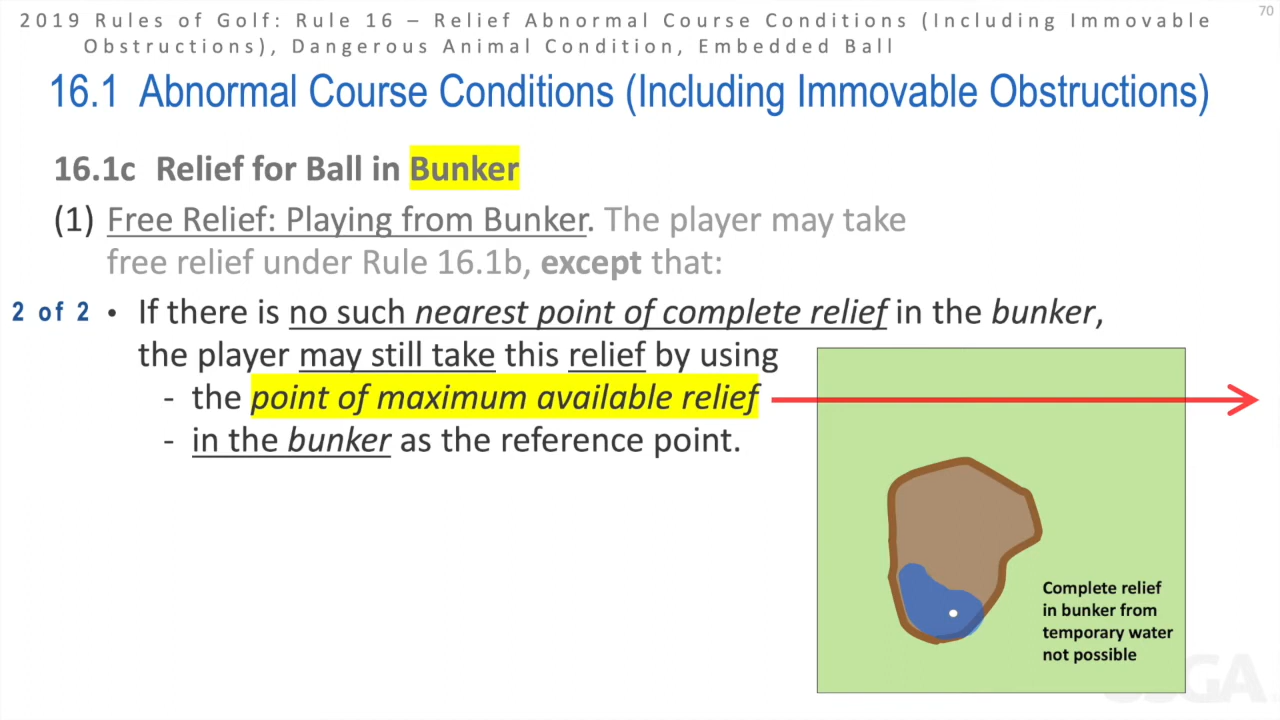 70
2019 Rules of Golf: Rule 16 – Relief Abnormal Course Conditions (Including Immovable
Obstructions), Dangerous Animal Condition, Embedded Ball
16.1 Abnormal Course Conditions (Including Immovable Obstructions)
16.1c Relief for Ball in Bunker
(1) Free Relief: Playing from Bunker. The player may take
free relief under Rule 16.1b, except that:
2 of 2 • If there is no such nearest point of complete relief in the bunker,
the player may still take this relief by using
- the point of maximum available relief
- in the bunker as the reference point.
Complete relief
in bunker from
temporary water
not possible